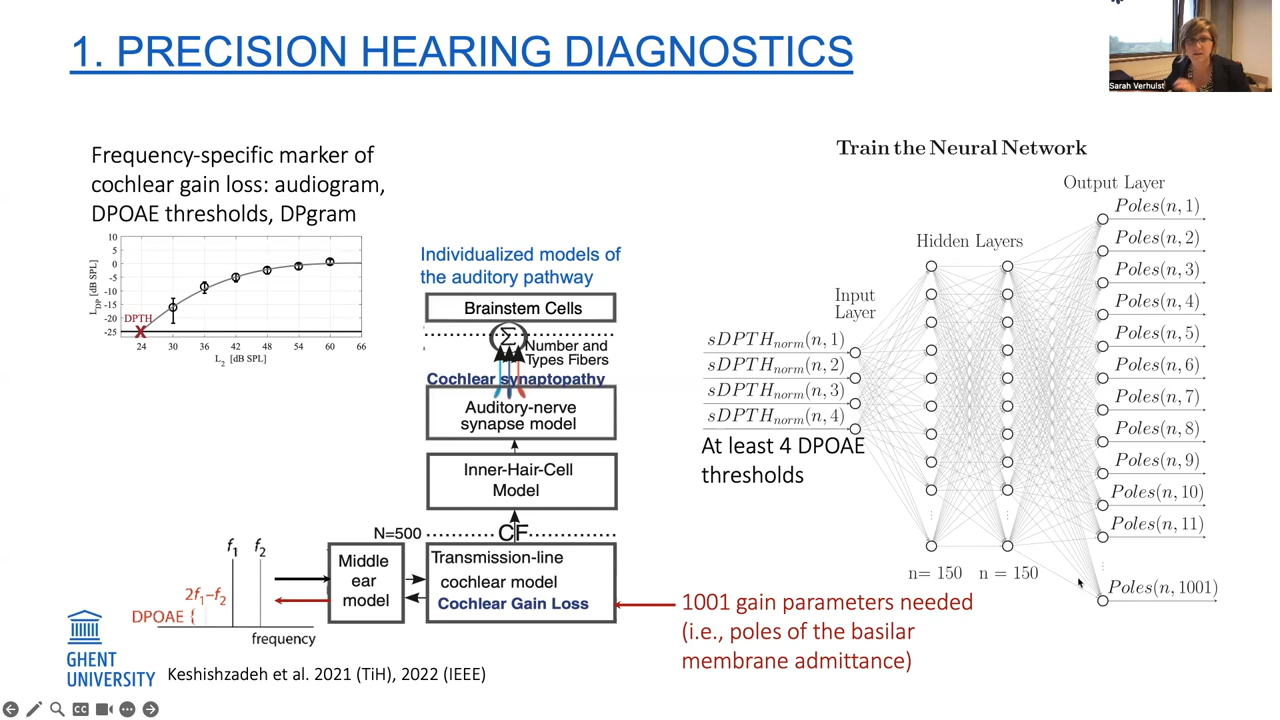 1. PRECISION HEARING DIAGNOSTICS
Sarah Verhulst
Frequency-specific marker of
cochlear gain loss: audiogram,
DPOAE thresholds, DPgram
10
5
0
-5
-10
-15
-20
-25
L_DP [dB SPL]
DPTH
X
24 30 36 42 48 54 60 66
L_2 [dB SPL]
Individualized models of
the auditory pathway
Brainstem Cells
Σ
Number and
Types Fibers
Cochlear synaptopathy
Auditory-nerve
synapse model
Inner-Hair-Cell
Model
N=500
CF
Middle
ear
model
Transmission-line
cochlear model
Cochlear Gain Loss
f_1 f_2
2f_1-f_2
DPOAE {
frequency
1001 gain parameters needed
(i.e., poles of the basilar
membrane admittance)
Train the Neural Network
Output Layer
Hidden Layers
Input
Layer
sDPTH_norm(n, 1)
sDPTH_norm(n, 2)
sDPTH_norm(n, 3)
sDPTH_norm(n, 4)
At least 4 DPOAE
thresholds
n= 150 n = 150
Poles(n, 1)
Poles(n, 2)
Poles(n, 3)
Poles(n, 4)
Poles(n, 5)
Poles(n, 6)
Poles(n, 7)
Poles(n, 8)
Poles(n, 9)
Poles(n, 10)
Poles(n, 11)
Poles(n, 1001)
GHENT
UNIVERSITY
Keshishzadeh et al. 2021 (TiH), 2022 (IEEE)
CC